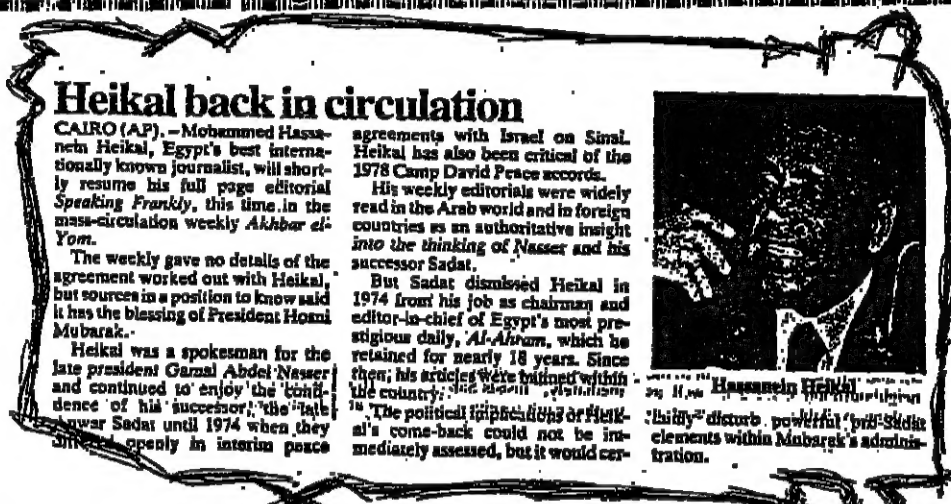 Heikal back in circulation
CAIRO (AP). – Mohammed Hassa-
nein Heikal, Egypt's best interna-
tionally known journalist, will short-
ly resume his full page editorial
Speaking Frankly, this time in the
mass-circulation weekly Akhbar el-
Yom.
The weekly gave no details of the
agreement worked out with Heikal,
but sources in a position to know said
it has the blessing of President Hosni
Mubarak.
Heikal was a spokesman for the
late president Gamal Abdel Nasser
and continued to enjoy the confi-
dence of his successor, the late
Anwar Sadat until 1974 when they
openly in interim peace
agreements with Israel on Sinai.
Heikal has also been critical of the
1978 Camp David Peace accords.
His weekly editorials were widely
read in the Arab world and in foreign
countries as an authoritative insight
into the thinking of Nasser and his
successor Sadat.
But Sadat dismissed Heikal in
1974 from his job as chairman and
editor-in-chief of Egypt's most pre-
stigious daily, Al-Ahram, which he
retained for nearly 18 years. Since
then, his articles were banned within
the country.
The political implications of Heik-
al's come-back could not be im-
mediately assessed, but it would cer-
Hassanein Heikal
tainly disturb powerful pro-Sadat
elements within Mubarak's adminis-
tration.